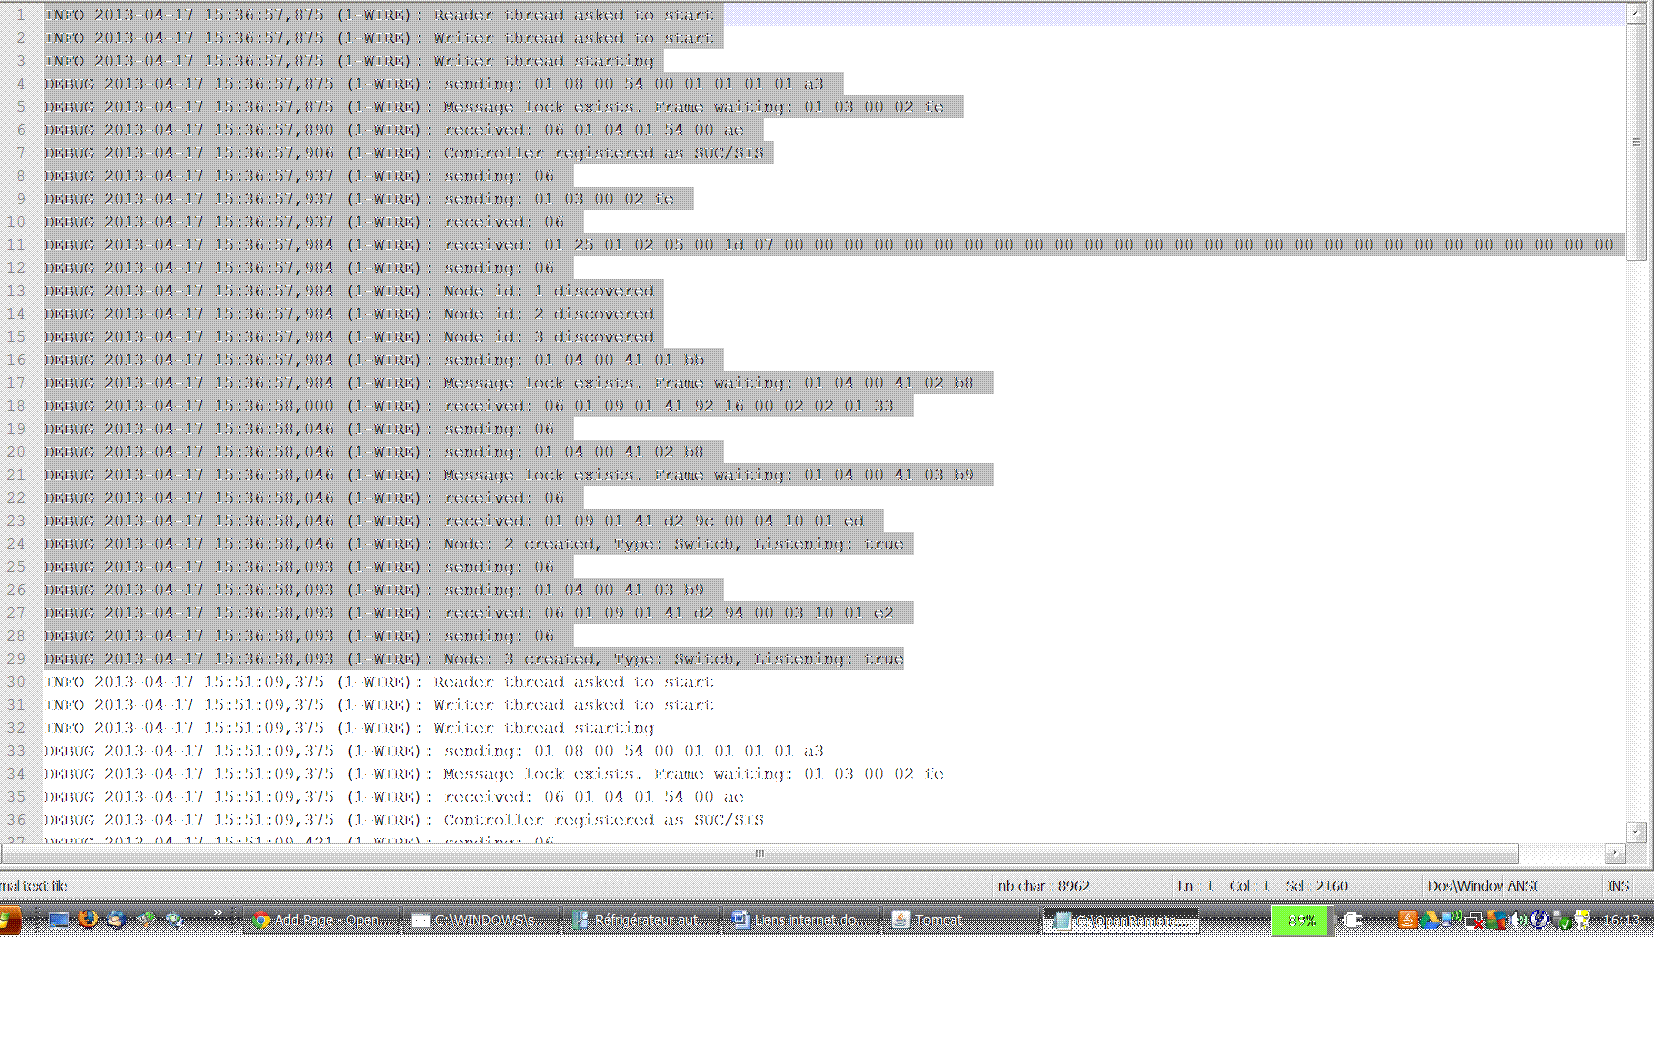 1 INFO 2013-04-17 15:36:57,875 (1-WIRE): Reader thread asked to start
2 INFO 2013-04-17 15:36:57,875 (1-WIRE): Writer thread asked to start
3 INFO 2013-04-17 15:36:57,875 (1-WIRE): Writer thread starting
4 DEBUG 2013-04-17 15:36:57,875 (1-WIRE): sending: 01 08 00 54 00 01 01 01 01 a3
5 DEBUG 2013-04-17 15:36:57,875 (1-WIRE): Message lock exists. Frame waiting: 01 03 00 02 fe
6 DEBUG 2013-04-17 15:36:57,890 (1-WIRE): received: 06 01 04 01 54 00 ae
7 DEBUG 2013-04-17 15:36:57,906 (1-WIRE): Controller registered as SUC/SIS
8 DEBUG 2013-04-17 15:36:57,937 (1-WIRE): sending: 06
9 DEBUG 2013-04-17 15:36:57,937 (1-WIRE): sending: 01 03 00 02 fe
10 DEBUG 2013-04-17 15:36:57,937 (1-WIRE): received: 06
11 DEBUG 2013-04-17 15:36:57,984 (1-WIRE): received: 01 25 01 02 05 00 1d 07 00 00 00 00 00 00 00 00 00 00 00 00 00 00 00 00 00 00 00 00 00 00 00 00 00 00 00 00
12 DEBUG 2013-04-17 15:36:57,984 (1-WIRE): sending: 06
13 DEBUG 2013-04-17 15:36:57,984 (1-WIRE): Node id: 1 discovered
14 DEBUG 2013-04-17 15:36:57,984 (1-WIRE): Node id: 2 discovered
15 DEBUG 2013-04-17 15:36:57,984 (1-WIRE): Node id: 3 discovered
16 DEBUG 2013-04-17 15:36:57,984 (1-WIRE): sending: 01 04 00 41 01 bb
17 DEBUG 2013-04-17 15:36:57,984 (1-WIRE): Message lock exists. Frame waiting: 01 04 00 41 02 b8
18 DEBUG 2013-04-17 15:36:58,000 (1-WIRE): received: 06 01 09 01 41 92 16 00 02 02 01 33
19 DEBUG 2013-04-17 15:36:58,046 (1-WIRE): sending: 06
20 DEBUG 2013-04-17 15:36:58,046 (1-WIRE): sending: 01 04 00 41 02 b8
21 DEBUG 2013-04-17 15:36:58,046 (1-WIRE): Message lock exists. Frame waiting: 01 04 00 41 03 b9
22 DEBUG 2013-04-17 15:36:58,046 (1-WIRE): received: 06
23 DEBUG 2013-04-17 15:36:58,046 (1-WIRE): received: 01 09 01 41 d2 9c 00 04 10 01 ed
24 DEBUG 2013-04-17 15:36:58,046 (1-WIRE): Node: 2 created, Type: Switch, Listening: true
25 DEBUG 2013-04-17 15:36:58,093 (1-WIRE): sending: 06
26 DEBUG 2013-04-17 15:36:58,093 (1-WIRE): sending: 01 04 00 41 03 b9
27 DEBUG 2013-04-17 15:36:58,093 (1-WIRE): received: 06 01 09 01 41 d2 94 00 03 10 01 e2
28 DEBUG 2013-04-17 15:36:58,093 (1-WIRE): sending: 06
29 DEBUG 2013-04-17 15:36:58,093 (1-WIRE): Node: 3 created, Type: Switch, Listening: true
30 INFO 2013-04-17 15:51:09,375 (1-WIRE): Reader thread asked to start
31 INFO 2013-04-17 15:51:09,375 (1-WIRE): Writer thread asked to start
32 INFO 2013-04-17 15:51:09,375 (1-WIRE): Writer thread starting
33 DEBUG 2013-04-17 15:51:09,375 (1-WIRE): sending: 01 08 00 54 00 01 01 01 01 a3
34 DEBUG 2013-04-17 15:51:09,375 (1-WIRE): Message lock exists. Frame waiting: 01 03 00 02 fe
35 DEBUG 2013-04-17 15:51:09,375 (1-WIRE): received: 06 01 04 01 54 00 ae
36 DEBUG 2013-04-17 15:51:09,375 (1-WIRE): Controller registered as SUC/SIS
37 DEBUG 2013-04-17 15:51:09,421 (1-WIRE): sending: 06
mal text file nb char : 8962 Ln : 1 Col : 1 Sel : 2160 Dos\Window ANSI INS
» Add Page - Open... C:\WINDOWS\s... Réfrigérateur aut... Liens internet do... Tomcat 16:13